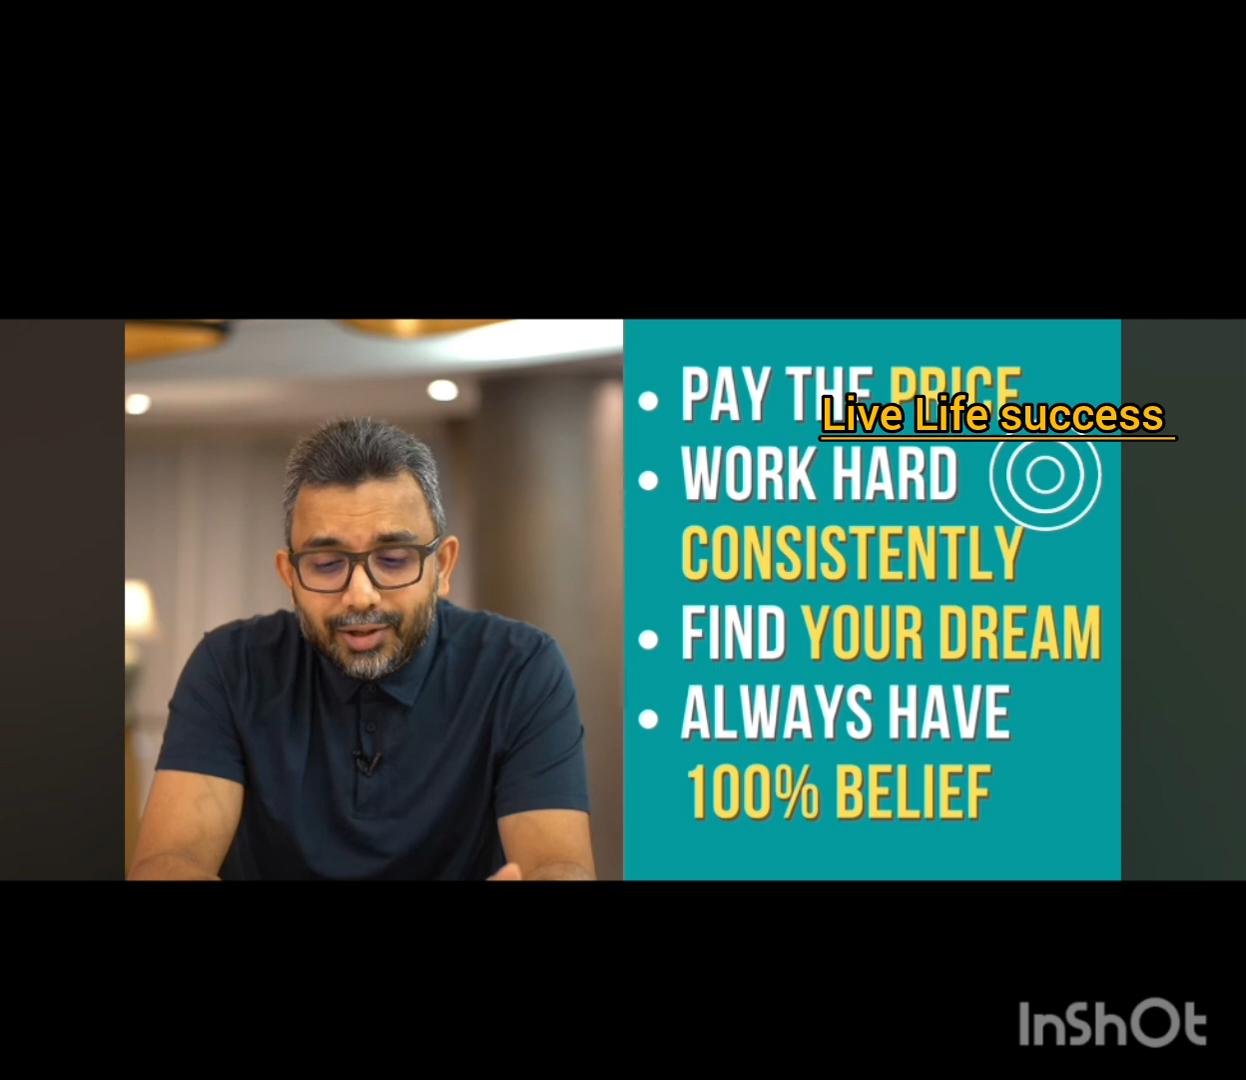 PAY THE PRICE
Live Life success
WORK HARD
CONSISTENTLY
FIND YOUR DREAM
ALWAYS HAVE
100% BELIEF
InShOt